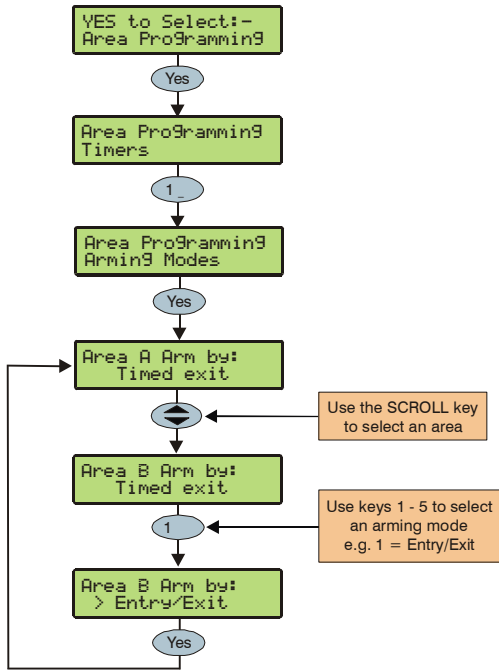 YES to Select:-
Area Programming
Yes
Area Programming
Timers
1_
Area Programming
Arming Modes
Yes
Area A Arm by:
Timed exit
Use the SCROLL key
to select an area
Area B Arm by:
Timed exit
Use keys 1 - 5 to select
an arming mode
e.g. 1 = Entry/Exit
1
Area B Arm by:
> Entry/Exit
Yes